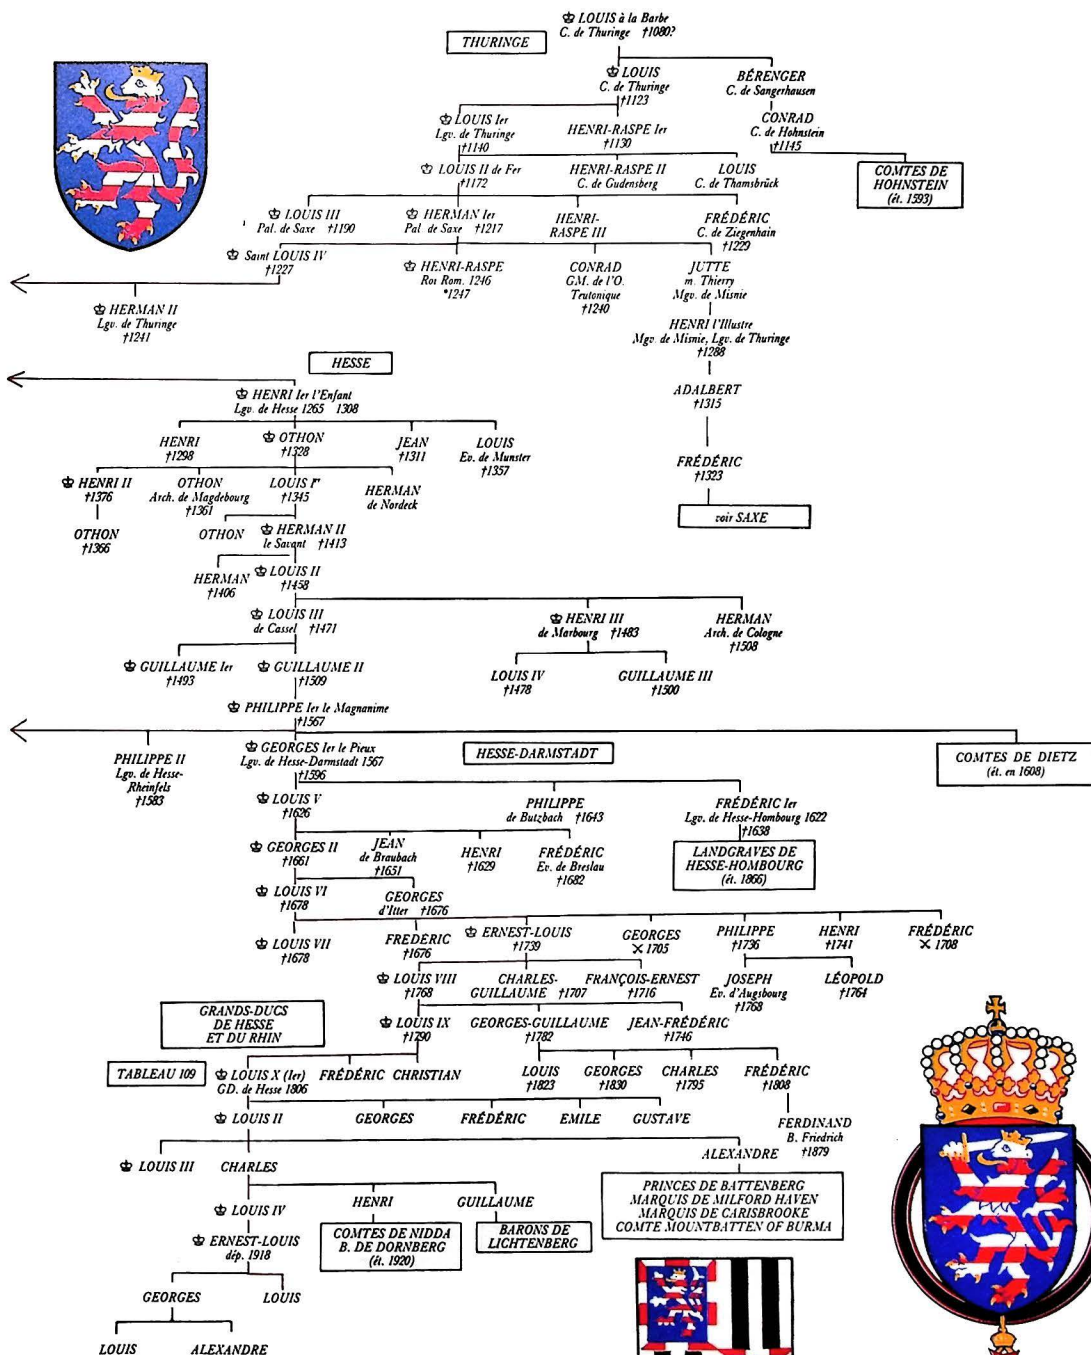 LOUIS à la Barbe
C. de Thuringe †1080?
THURINGE
LOUIS
C. de Thuringe
†1123
BÉRENGER
C. de Sangerhausen
LOUIS Ier
Lgv. de Thuringe
†1140
HENRI-RASPE Ier
†1130
CONRAD
C. de Hohnstein
†1145
LOUIS II de Fer
†1172
HENRI-RASPE II
C. de Gudensberg
LOUIS
C. de Thamsbrück
COMTES DE
HOHNSTEIN
(ét. 1593)
LOUIS III
Pal. de Saxe †1190
HERMAN Ier
Pal. de Saxe †1217
HENRI-
RASPE III
FRÉDÉRIC
C. de Ziegenhain
†1229
Saint LOUIS IV
†1227
HENRI-RASPE
Roi Rom. 1246
*1247
CONRAD
GM. de l'O.
Teutonique
†1240
JUTTE
m. Thierry
Mgv. de Misnie
HERMAN II
Lgv. de Thuringe
†1241
HENRI l'Illustre
Mgv. de Misnie, Lgv. de Thuringe
†1288
HESSE
ADALBERT
†1315
HENRI Ier l'Enfant
Lgv. de Hesse 1265 1308
HENRI
†1298
OTHON
†1328
JEAN
†1311
LOUIS
Ev. de Munster
†1357
FRÉDÉRIC
†1323
HENRI II
†1376
OTHON
Arch. de Magdebourg
†1361
LOUIS Ier
†1345
HERMAN
de Nordeck
voir SAXE
OTHON
†1366
OTHON
HERMAN II
le Savant †1413
HERMAN
†1406
LOUIS II
†1458
LOUIS III
de Cassel †1471
HENRI III
de Marbourg †1483
HERMAN
Arch. de Cologne
†1508
GUILLAUME Ier
†1493
GUILLAUME II
†1509
LOUIS IV
†1478
GUILLAUME III
†1500
PHILIPPE Ier le Magnanime
†1567
PHILIPPE II
Lgv. de Hesse-
Rheinfels
†1583
GEORGES Ier le Pieux
Lgv. de Hesse-Darmstadt 1567
†1596
HESSE-DARMSTADT
COMTES DE DIETZ
(ét. en 1608)
LOUIS V
†1626
PHILIPPE
de Butzbach †1643
FRÉDÉRIC Ier
Lgv. de Hesse-Hombourg 1622
†1638
GEORGES II
†1661
JEAN
de Braubach
†1651
HENRI
†1629
FRÉDÉRIC
Ev. de Breslau
†1682
LANDGRAVES DE
HESSE-HOMBOURG
(ét. 1866)
LOUIS VI
†1678
GEORGES
d'Itter †1676
LOUIS VII
†1678
FREDÉRIC
†1676
ERNEST-LOUIS
†1739
GEORGES
✕ 1705
PHILIPPE
†1736
HENRI
†1741
FRÉDÉRIC
✕ 1708
LOUIS VIII
†1768
CHARLES-
GUILLAUME †1707
FRANÇOIS-ERNEST
†1716
JOSEPH
Ev. d'Augsbourg
†1768
LÉOPOLD
†1764
GRANDS-DUCS
DE HESSE
ET DU RHIN
LOUIS IX
†1790
GEORGES-GUILLAUME
†1782
JEAN-FRÉDÉRIC
†1746
TABLEAU 109
LOUIS X (Ier)
GD. de Hesse 1806
FRÉDÉRIC
CHRISTIAN
LOUIS
†1823
GEORGES
†1830
CHARLES
†1795
FRÉDÉRIC
†1808
LOUIS II
GEORGES
FRÉDÉRIC
EMILE
GUSTAVE
FERDINAND
B. Friedrich
†1879
LOUIS III
CHARLES
ALEXANDRE
LOUIS IV
HENRI
GUILLAUME
PRINCES DE BATTENBERG
MARQUIS DE MILFORD HAVEN
MARQUIS DE CARISBROOKE
COMTE MOUNTBATTEN OF BURMA
ERNEST-LOUIS
dép. 1918
COMTES DE NIDDA
B. DE DORNBERG
(ét. 1920)
BARONS DE
LICHTENBERG
GEORGES
LOUIS
LOUIS
ALEXANDRE